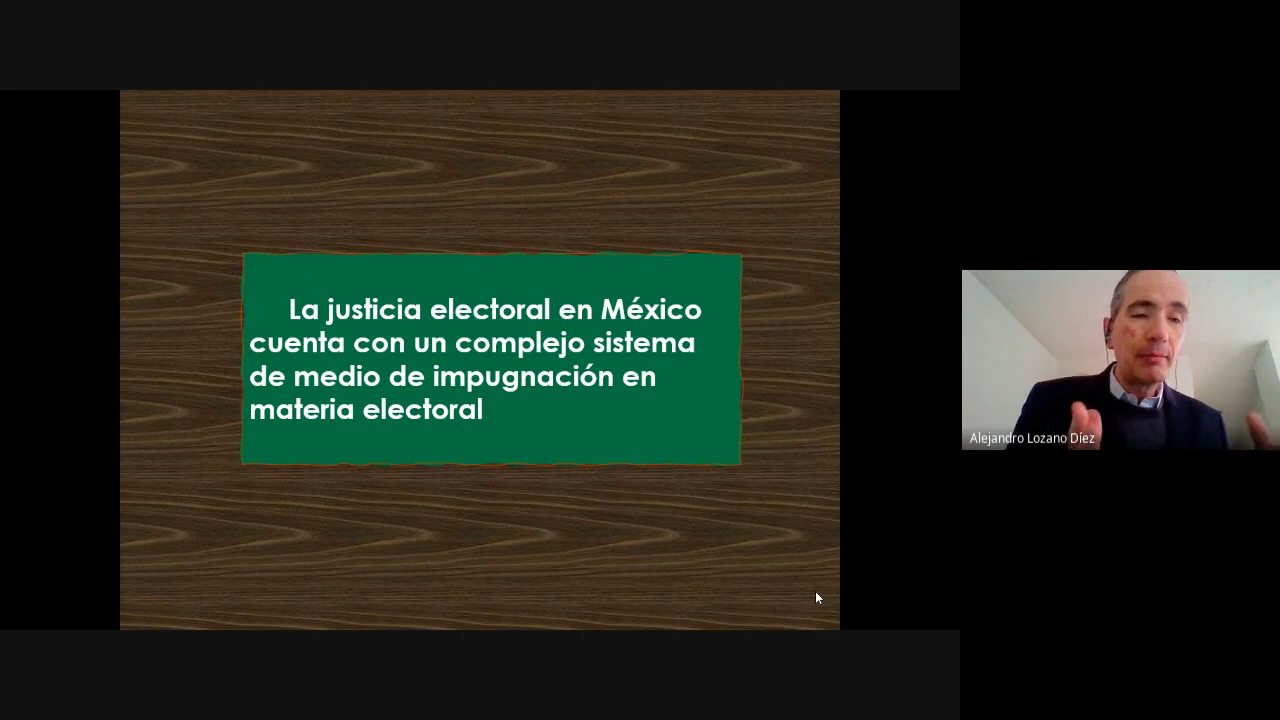 La justicia electoral en México
cuenta con un complejo sistema
de medio de impugnación en
materia electoral
Alejandro Lozano Díez